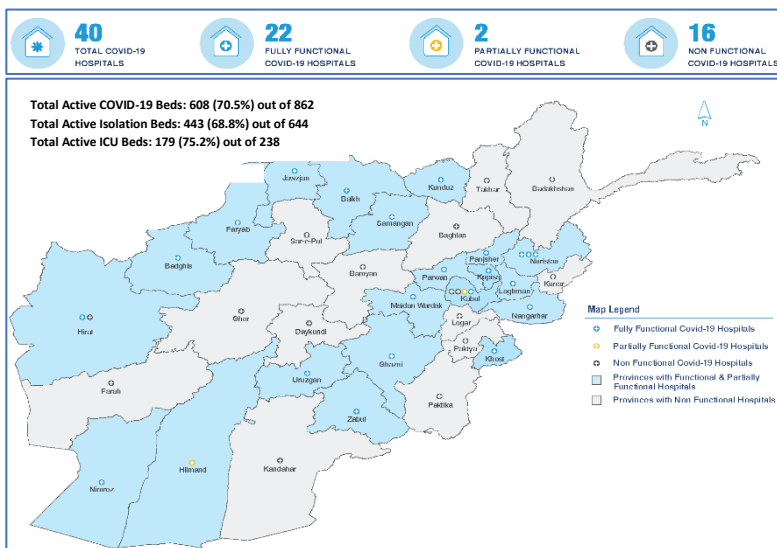 40
TOTAL COVID-19
HOSPITALS
22
FULLY FUNCTIONAL
COVID-19 HOSPITALS
2
PARTIALLY FUNCTIONAL
COVID-19 HOSPITALS
16
NON FUNCTIONAL
COVID-19 HOSPITALS
Total Active COVID-19 Beds: 608 (70.5%) out of 862
Total Active Isolation Beds: 443 (68.8%) out of 644
Total Active ICU Beds: 179 (75.2%) out of 238
N
Jawzjan
Balkh
Kunduz
Takhar
Badakhshan
Faryab
Samangan
Sar-e-Pul
Baghlan
Badghis
Panjsher
Nuristan
Bamyan
Parwan
Kapisa
Kunar
Laghman
Kabul
Maidan Wardak
Nangarhar
Hirat
Ghor
Daykundi
Logar
Paktya
Khost
Ghazni
Uruzgan
Farah
Zabul
Paktika
Hilmand
Kandahar
Nimroz
Map Legend
Fully Functional Covid-19 Hospitals
Partially Functional Covid-19 Hospitals
Non Functional Covid-19 Hospitals
Provinces with Functional & Partially
Functional Hospitals
Provinces with Non Functional Hospitals